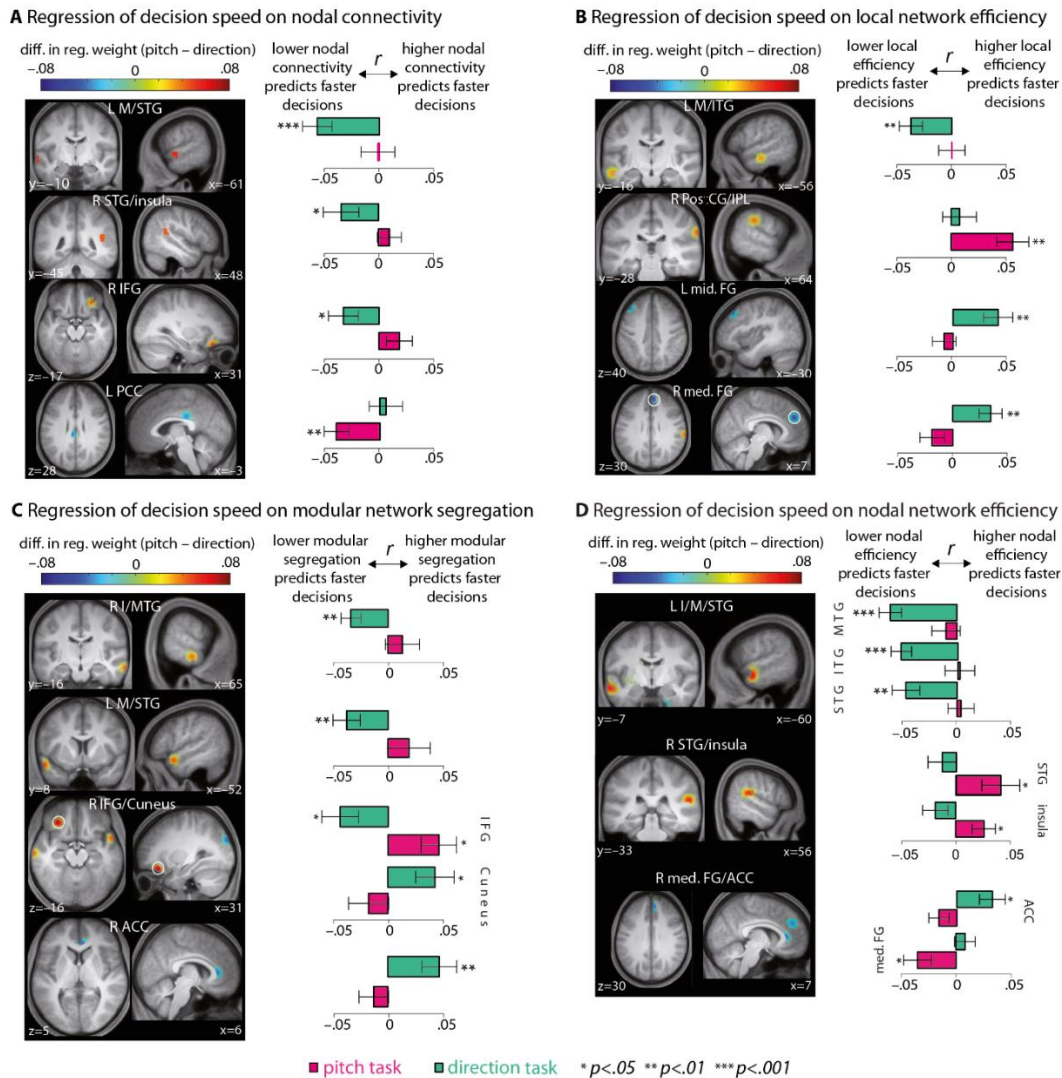 A Regression of decision speed on nodal connectivity
diff. in reg. weight (pitch – direction)
–.08
.08
lower nodal
connectivity
predicts faster
decisions
r
higher nodal
connectivity
predicts faster
decisions
L M/STG
y=–10
x=–61
***
–.05
0
.05
R STG/insula
y=–45
x=48
*
–.05
0
.05
R IFG
z=–17
x=31
*
–.05
0
.05
L PCC
z=28
x=–3
**
–.05
0
.05
B Regression of decision speed on local network efficiency
diff. in reg. weight (pitch – direction)
–.08
.08
lower local
efficiency
predicts faster
decisions
r
higher local
efficiency
predicts faster
decisions
L M/ITG
y=–16
x=–56
**
–.05
0
.05
R Pos CG/IPL
y=–28
x=64
**
–.05
0
.05
L mid. FG
z=40
x=–30
**
–.05
0
.05
R med. FG
z=30
x=7
**
–.05
0
.05
C Regression of decision speed on modular network segregation
diff. in reg. weight (pitch – direction)
–.08
.08
lower modular
segregation
predicts faster
decisions
r
higher modular
segregation
predicts faster
decisions
R I/MTG
y=–16
x=65
**
–.05
0
.05
L M/STG
y=8
x=–52
**
–.05
0
.05
R IFG/Cuneus
z=–16
x=31
*
*
IFG
*
Cuneus
–.05
0
.05
R ACC
z=5
x=6
**
–.05
0
.05
D Regression of decision speed on nodal network efficiency
diff. in reg. weight (pitch – direction)
–.08
.08
lower nodal
efficiency
predicts faster
decisions
r
higher nodal
efficiency
predicts faster
decisions
L I/M/STG
y=–7
x=–60
MTG
***
ITG
***
STG
**
–.05
0
.05
R STG/insula
y=–33
x=56
STG
*
insula
*
–.05
0
.05
R med. FG/ACC
z=30
x=7
ACC
*
med. FG
*
–.05
0
.05
pitch task direction task *p<.05 **p<.01 ***p<.001